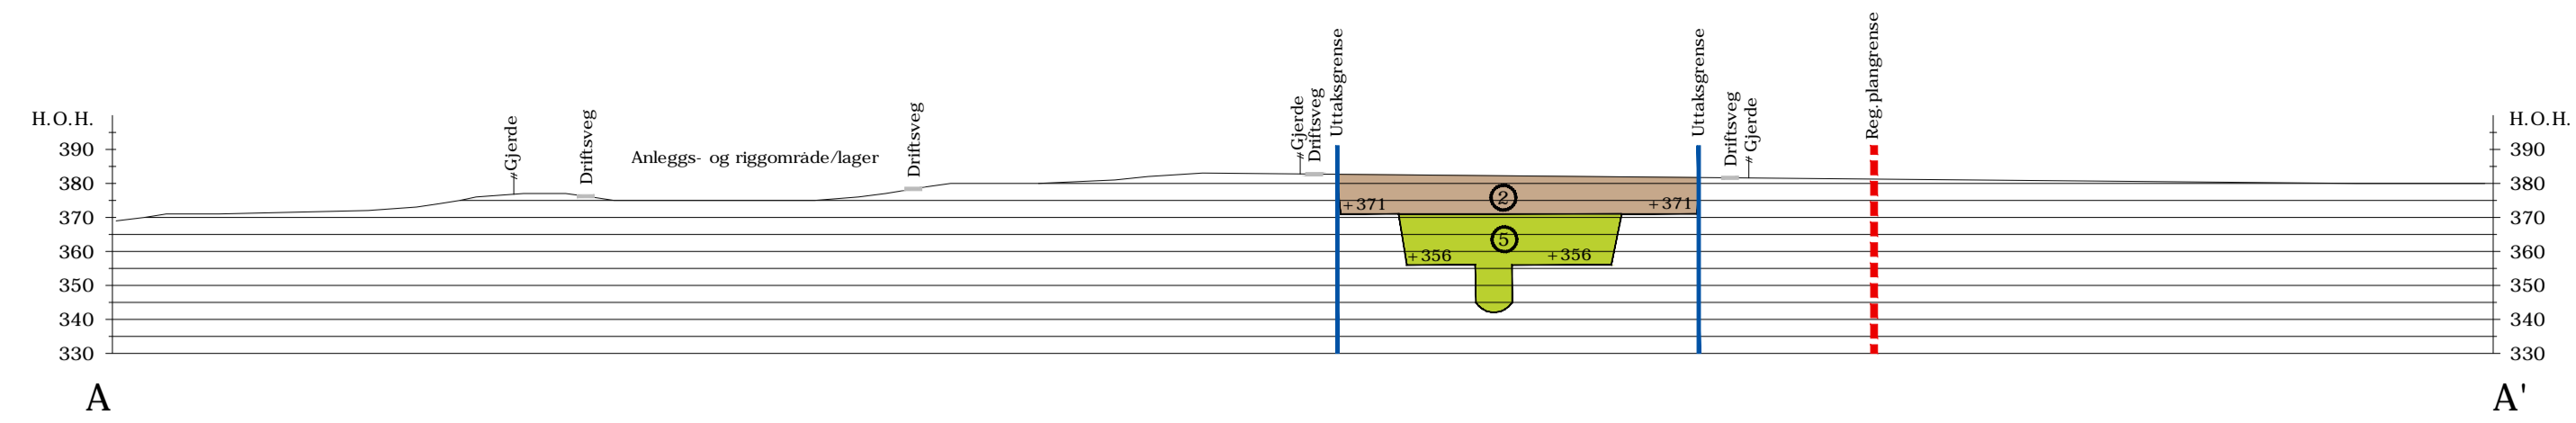 H.O.H.
390
380
370
360
350
340
330
A
#Gjerde
Driftsveg
Anleggs- og riggområde/lager
Driftsveg
#Gjerde
Driftsveg
Uttaksgrense
+371
2
+371
5
+356
+356
Uttaksgrense
Driftsveg
#Gjerde
Reg.plangrense
H.O.H.
390
380
370
360
350
340
330
A'